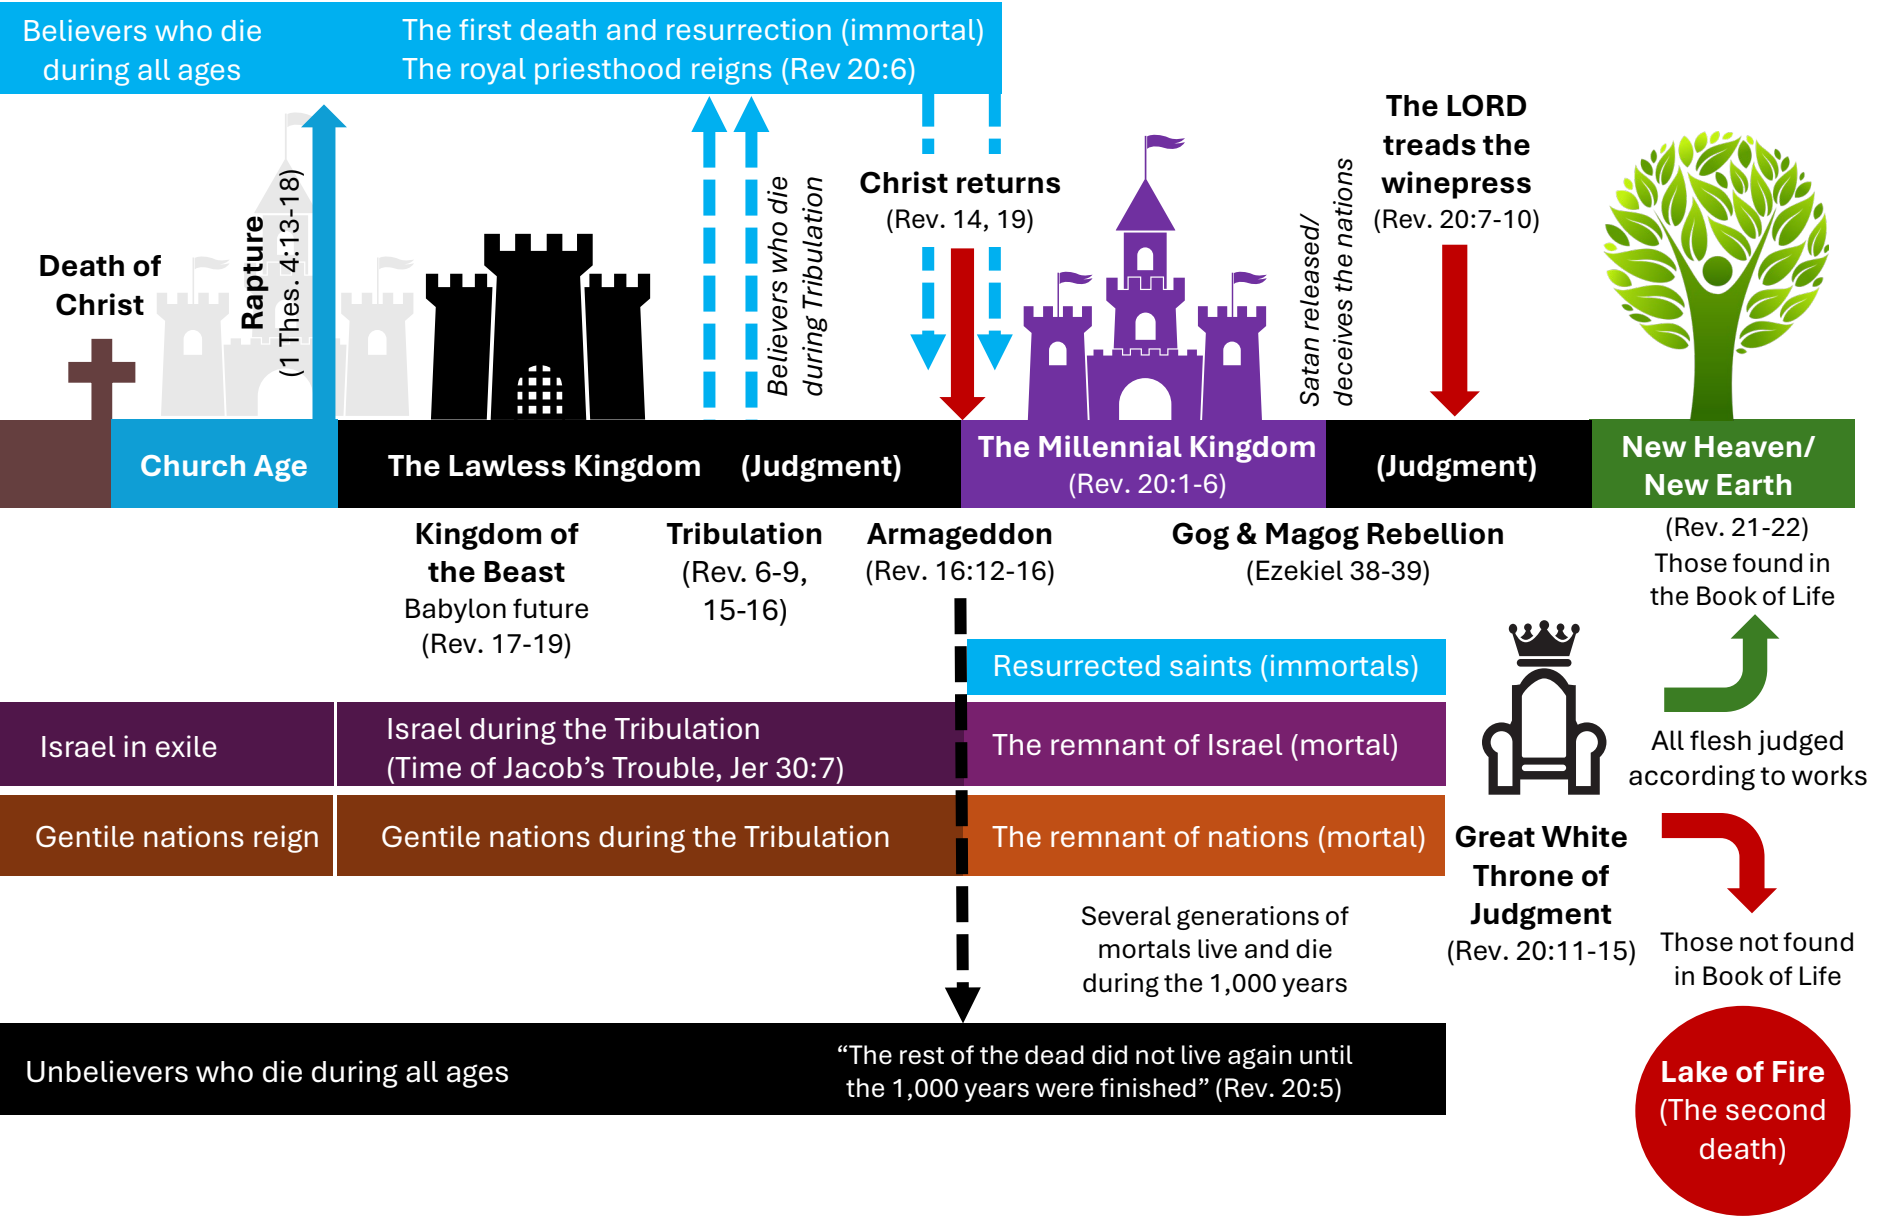 Believers who die
during all ages
The first death and resurrection (immortal)
The royal priesthood reigns (Rev 20:6)
Death of
Christ
Rapture
(1 Thes. 4:13-18)
Believers who die
during Tribulation
Christ returns
(Rev. 14, 19)
Satan released/
deceives the nations
The LORD
treads the
winepress
(Rev. 20:7-10)
Church Age
The Lawless Kingdom
(Judgment)
The Millennial Kingdom
(Rev. 20:1-6)
(Judgment)
New Heaven/
New Earth
Kingdom of
the Beast
Babylon future
(Rev. 17-19)
Tribulation
(Rev. 6-9,
15-16)
Armageddon
(Rev. 16:12-16)
Gog & Magog Rebellion
(Ezekiel 38-39)
(Rev. 21-22)
Those found in
the Book of Life
Resurrected saints (immortals)
Israel in exile
Israel during the Tribulation
(Time of Jacob’s Trouble, Jer 30:7)
The remnant of Israel (mortal)
All flesh judged
according to works
Gentile nations reign
Gentile nations during the Tribulation
The remnant of nations (mortal)
Great White
Throne of
Judgment
(Rev. 20:11-15)
Several generations of
mortals live and die
during the 1,000 years
Those not found
in Book of Life
Unbelievers who die during all ages
“The rest of the dead did not live again until
the 1,000 years were finished” (Rev. 20:5)
Lake of Fire
(The second
death)